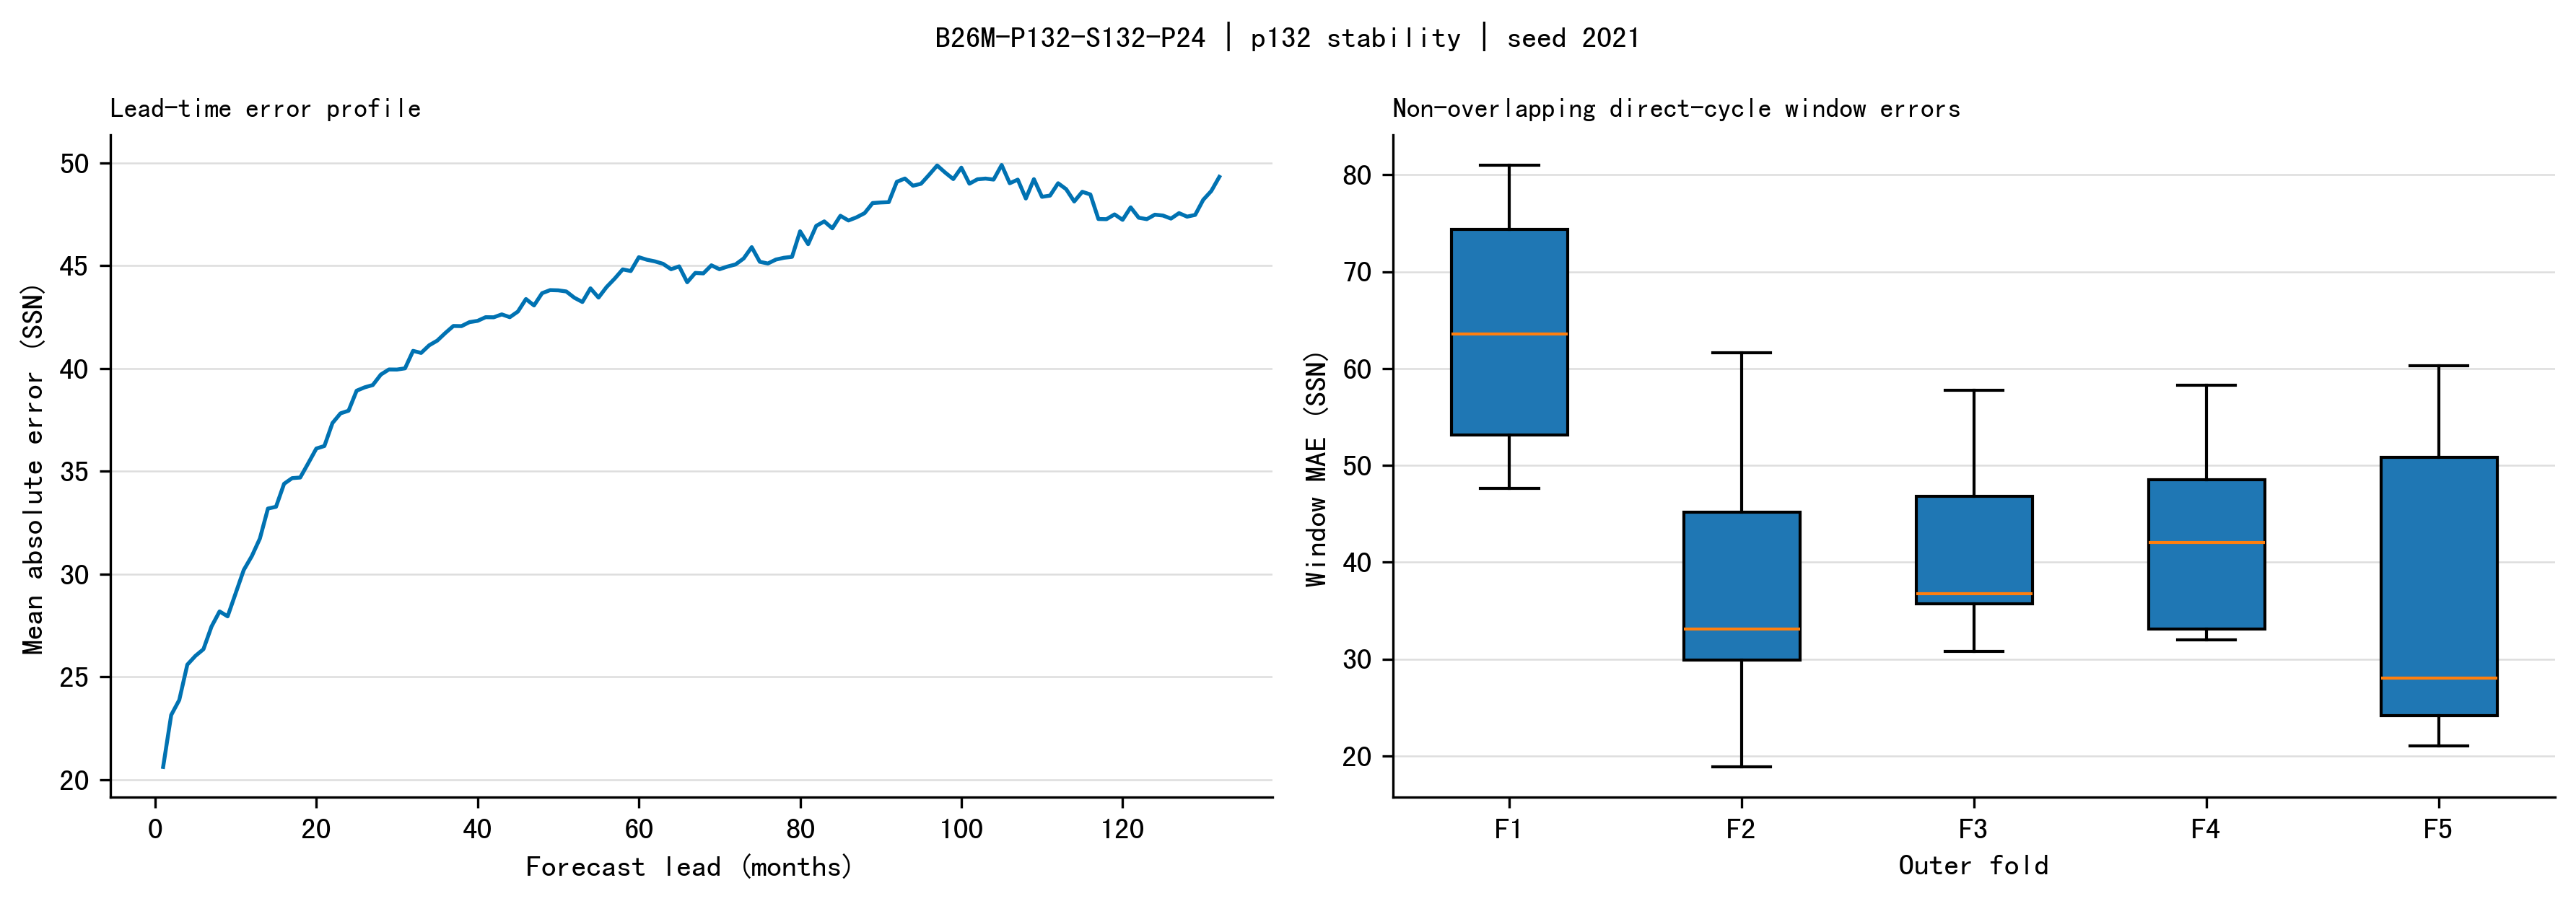 B26M-P132-S132-P24 | p132 stability | seed 2021
Lead-time error profile
Mean absolute error (SSN)
50
45
40
35
30
25
20
0 20 40 60 80 100 120
Forecast lead (months)
Non-overlapping direct-cycle window errors
Window MAE (SSN)
80
70
60
50
40
30
20
F1 F2 F3 F4 F5
Outer fold